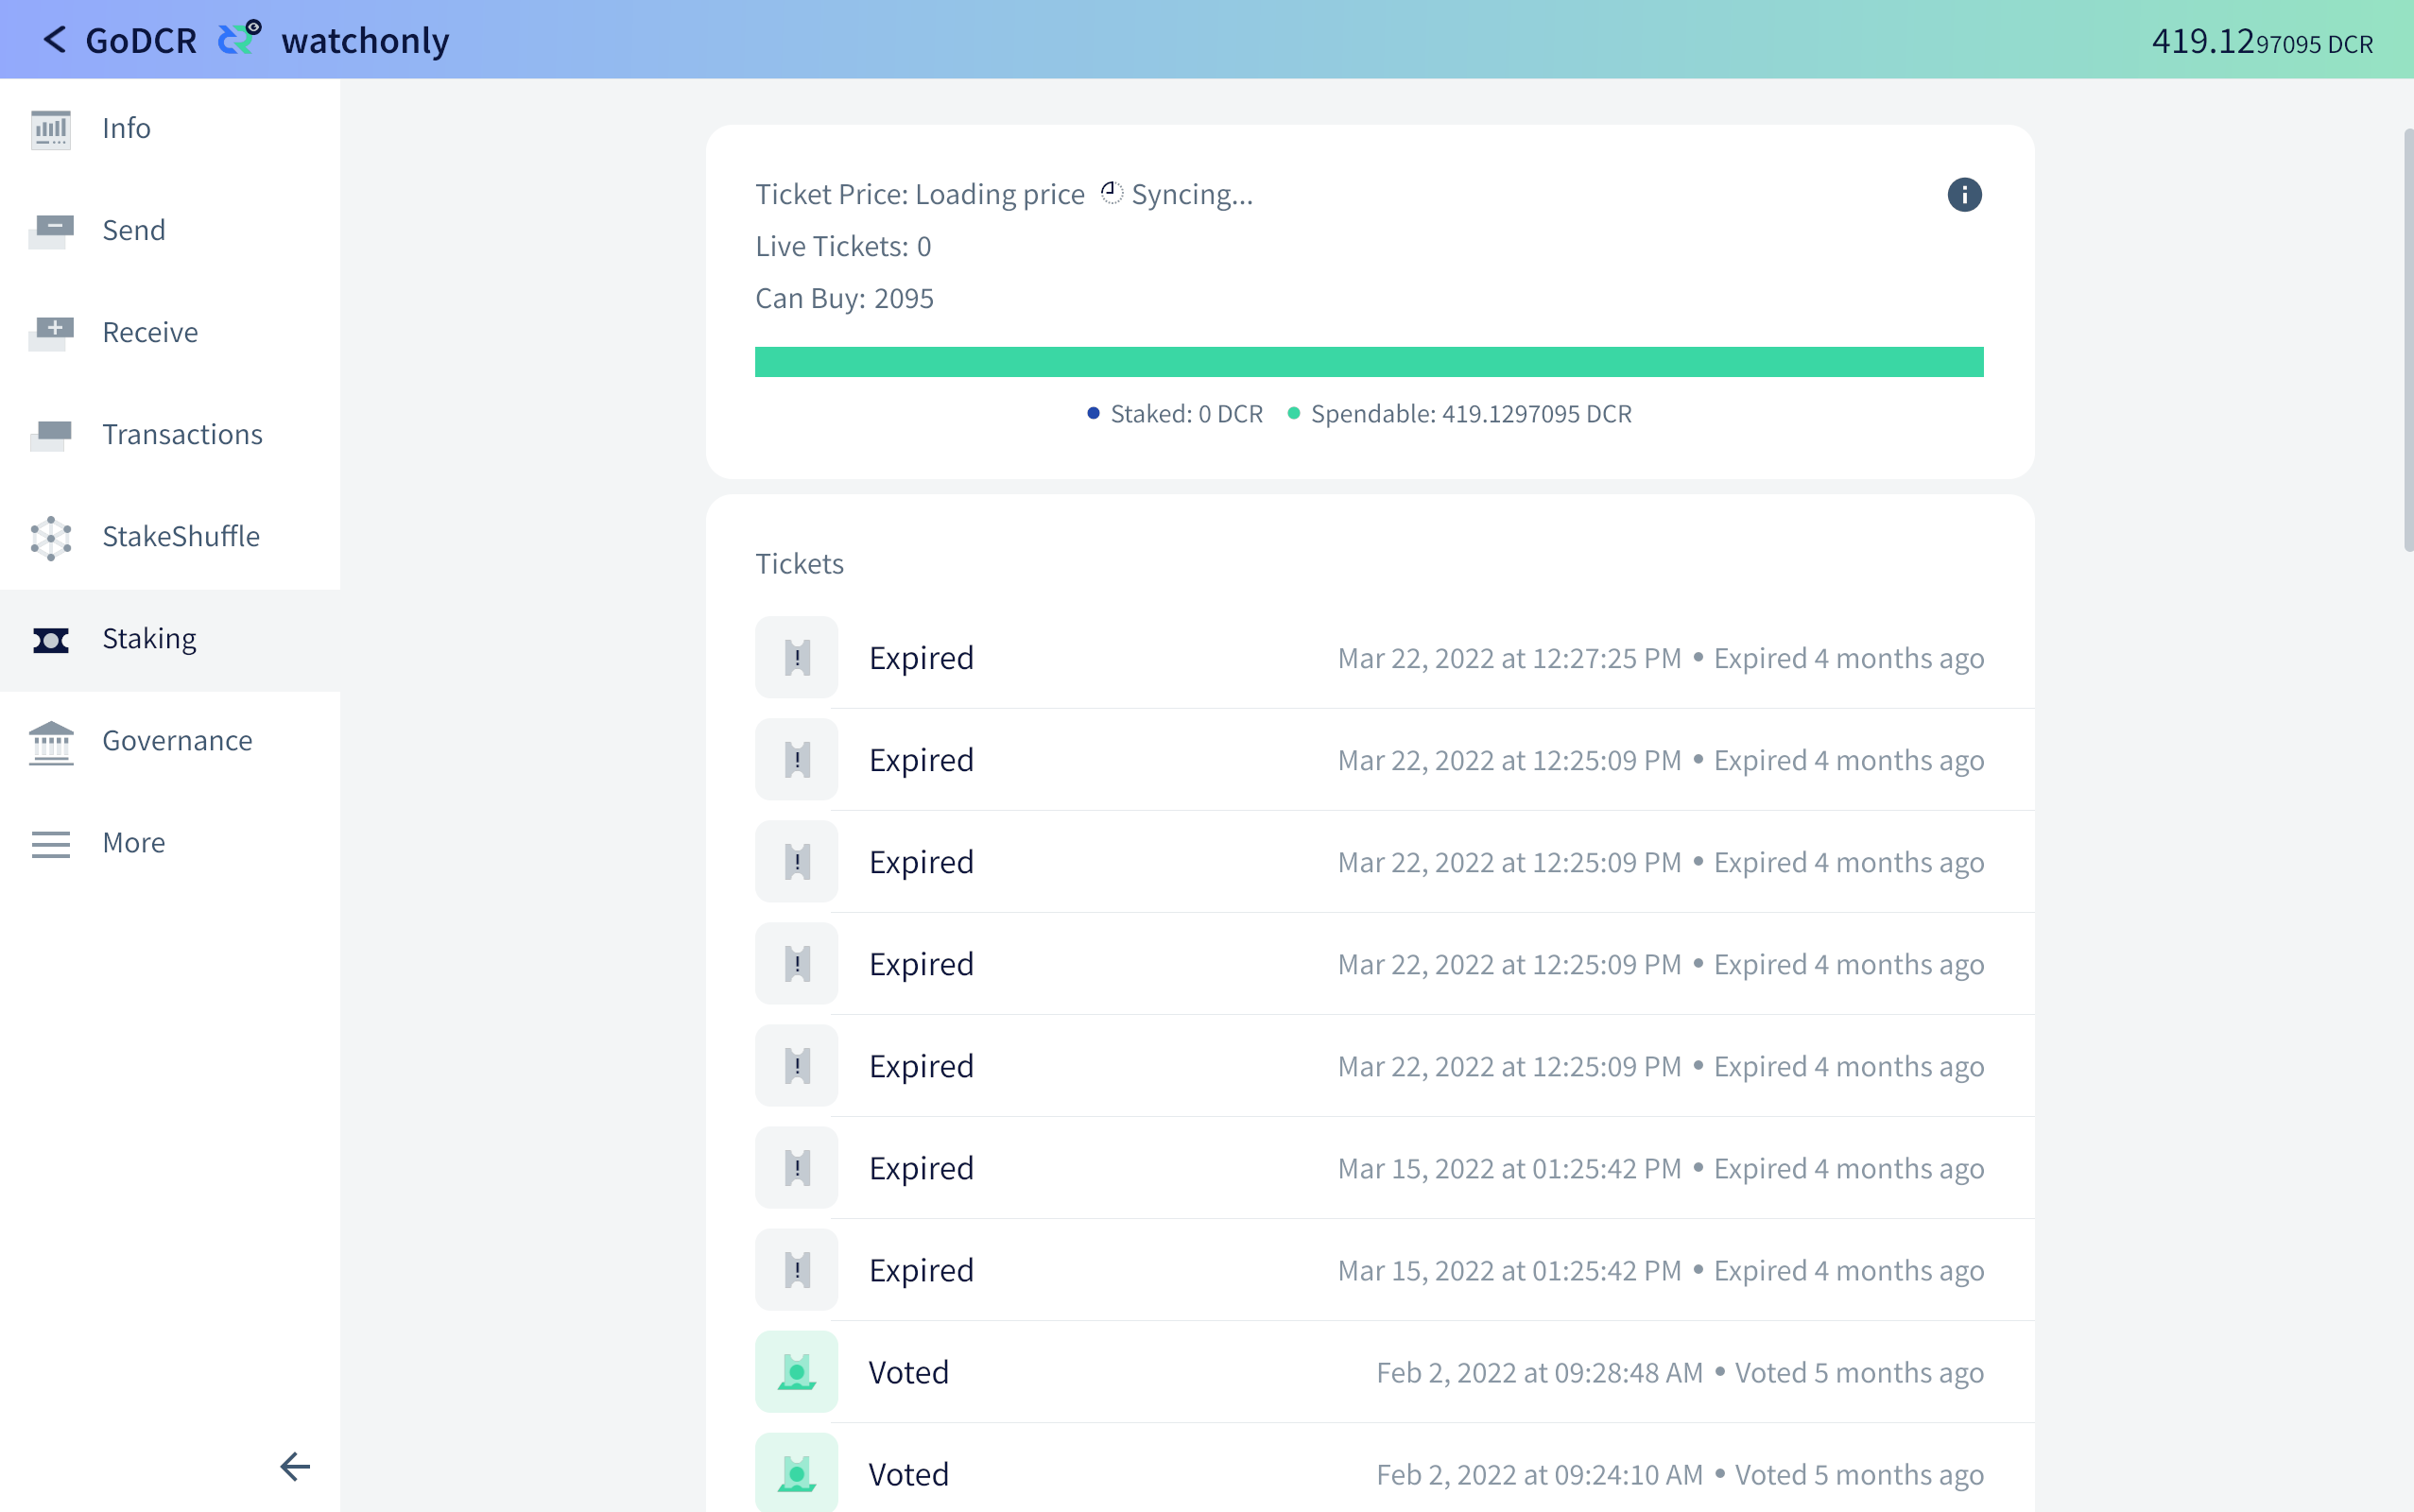 GoDCR watchonly 419.1297095 DCR
Info
Send
Receive
Transactions
StakeShuffle
Staking
Governance
More
Ticket Price: Loading price Syncing...
Live Tickets: 0
Can Buy: 2095
Staked: 0 DCR Spendable: 419.1297095 DCR
Tickets
Expired Mar 22, 2022 at 12:27:25 PM • Expired 4 months ago
Expired Mar 22, 2022 at 12:25:09 PM • Expired 4 months ago
Expired Mar 22, 2022 at 12:25:09 PM • Expired 4 months ago
Expired Mar 22, 2022 at 12:25:09 PM • Expired 4 months ago
Expired Mar 22, 2022 at 12:25:09 PM • Expired 4 months ago
Expired Mar 15, 2022 at 01:25:42 PM • Expired 4 months ago
Expired Mar 15, 2022 at 01:25:42 PM • Expired 4 months ago
Voted Feb 2, 2022 at 09:28:48 AM • Voted 5 months ago
Voted Feb 2, 2022 at 09:24:10 AM • Voted 5 months ago